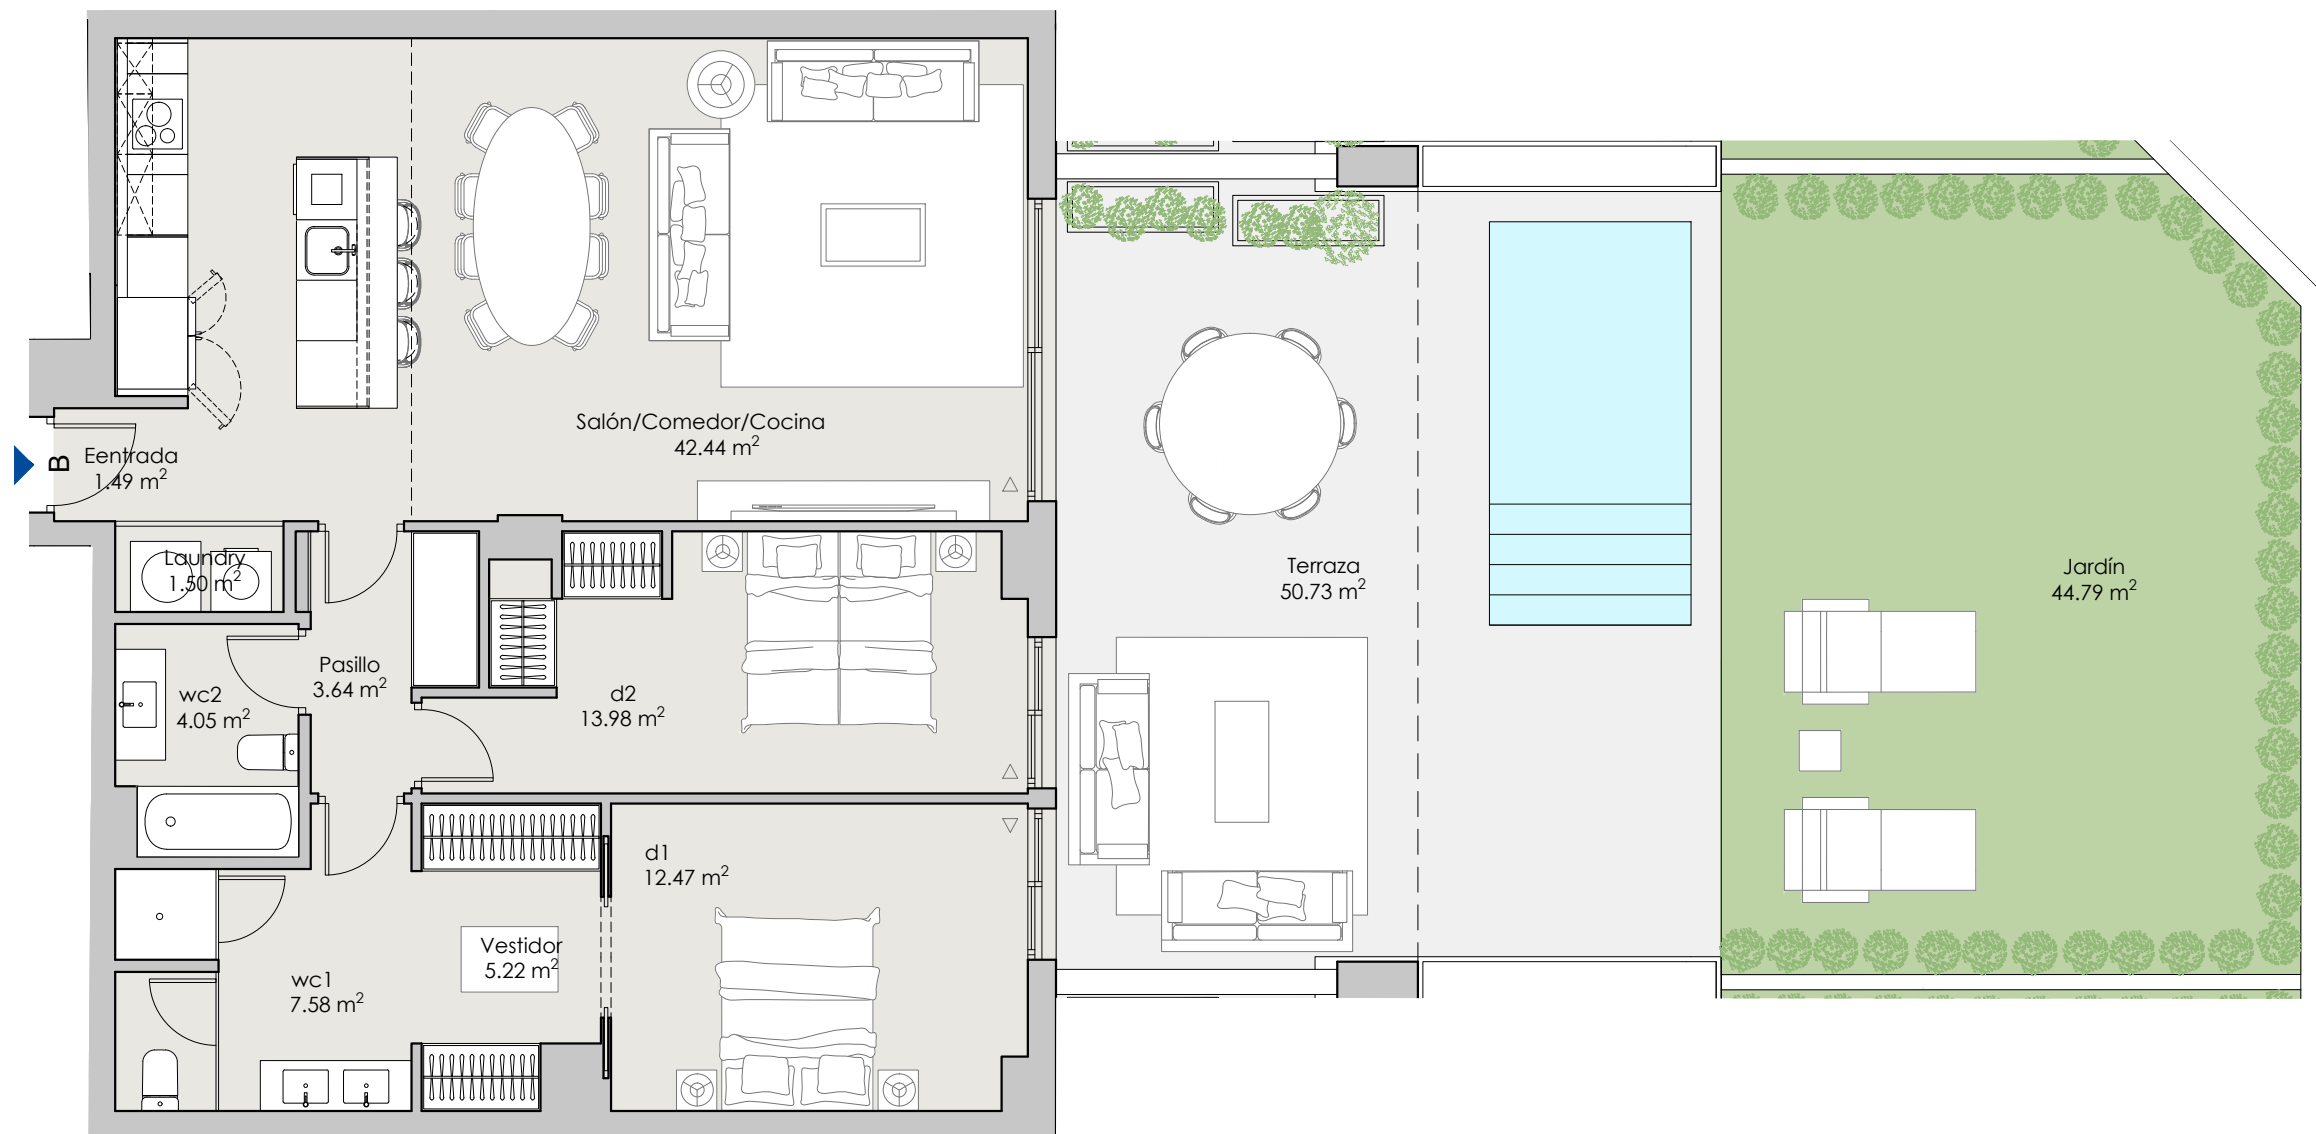 Salón/Comedor/Cocina
42.44 m²
B
Eentrada
1.49 m²
Laundry
1.50 m²
Pasillo
3.64 m²
wc2
4.05 m²
d2
13.98 m²
Terraza
50.73 m²
Jardín
44.79 m²
d1
12.47 m²
Vestidor
5.22 m²
wc1
7.58 m²